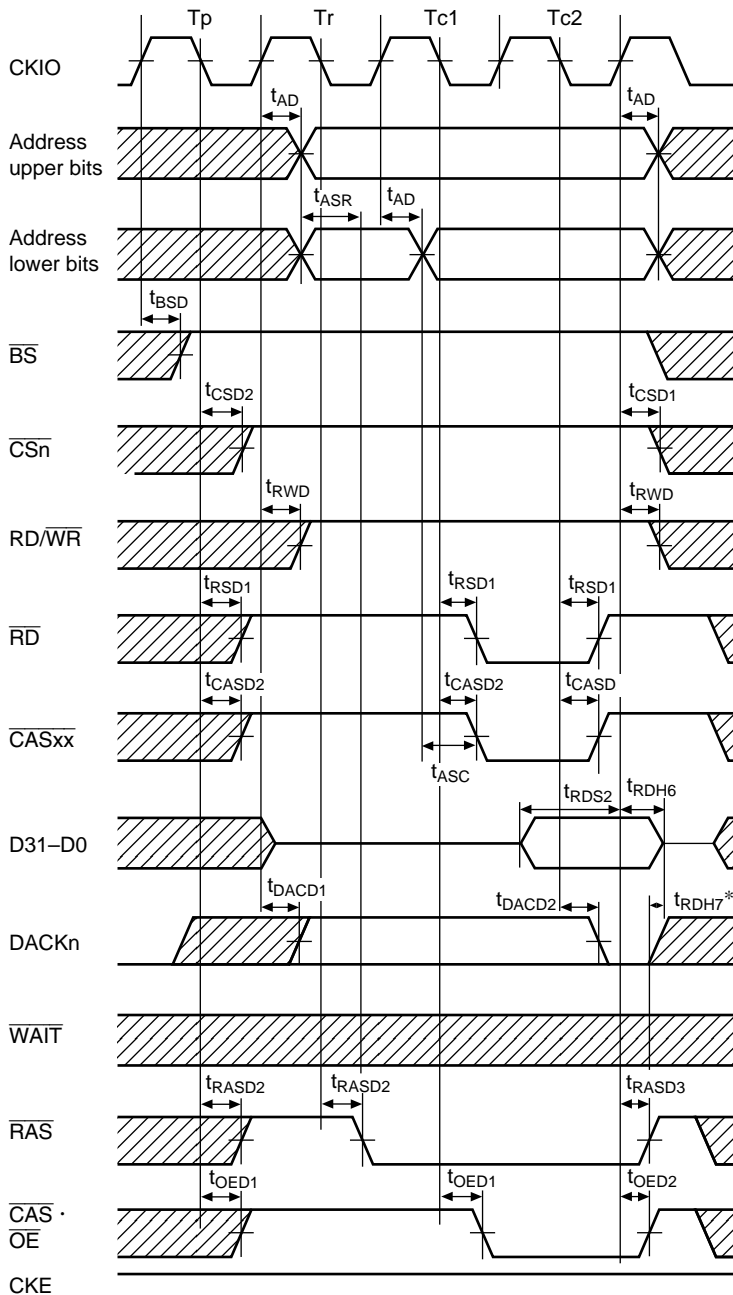 Tp Tr Tc1 Tc2
CKIO
tAD tAD
Address
upper bits
tASR tAD
Address
lower bits
tBSD
BS
tCSD2 tCSD1
CSn
tRWD tRWD
RD/WR
tRSD1 tRSD1 tRSD1
RD
tCASD2 tCASD2 tCASD
CASxx
tASC
tRDS2 tRDH6
D31–D0
tDACD1 tDACD2 tRDH7*
DACKn
WAIT
tRASD2 tRASD2 tRASD3
RAS
tOED1 tOED1 tOED2
CAS ·
OE
CKE